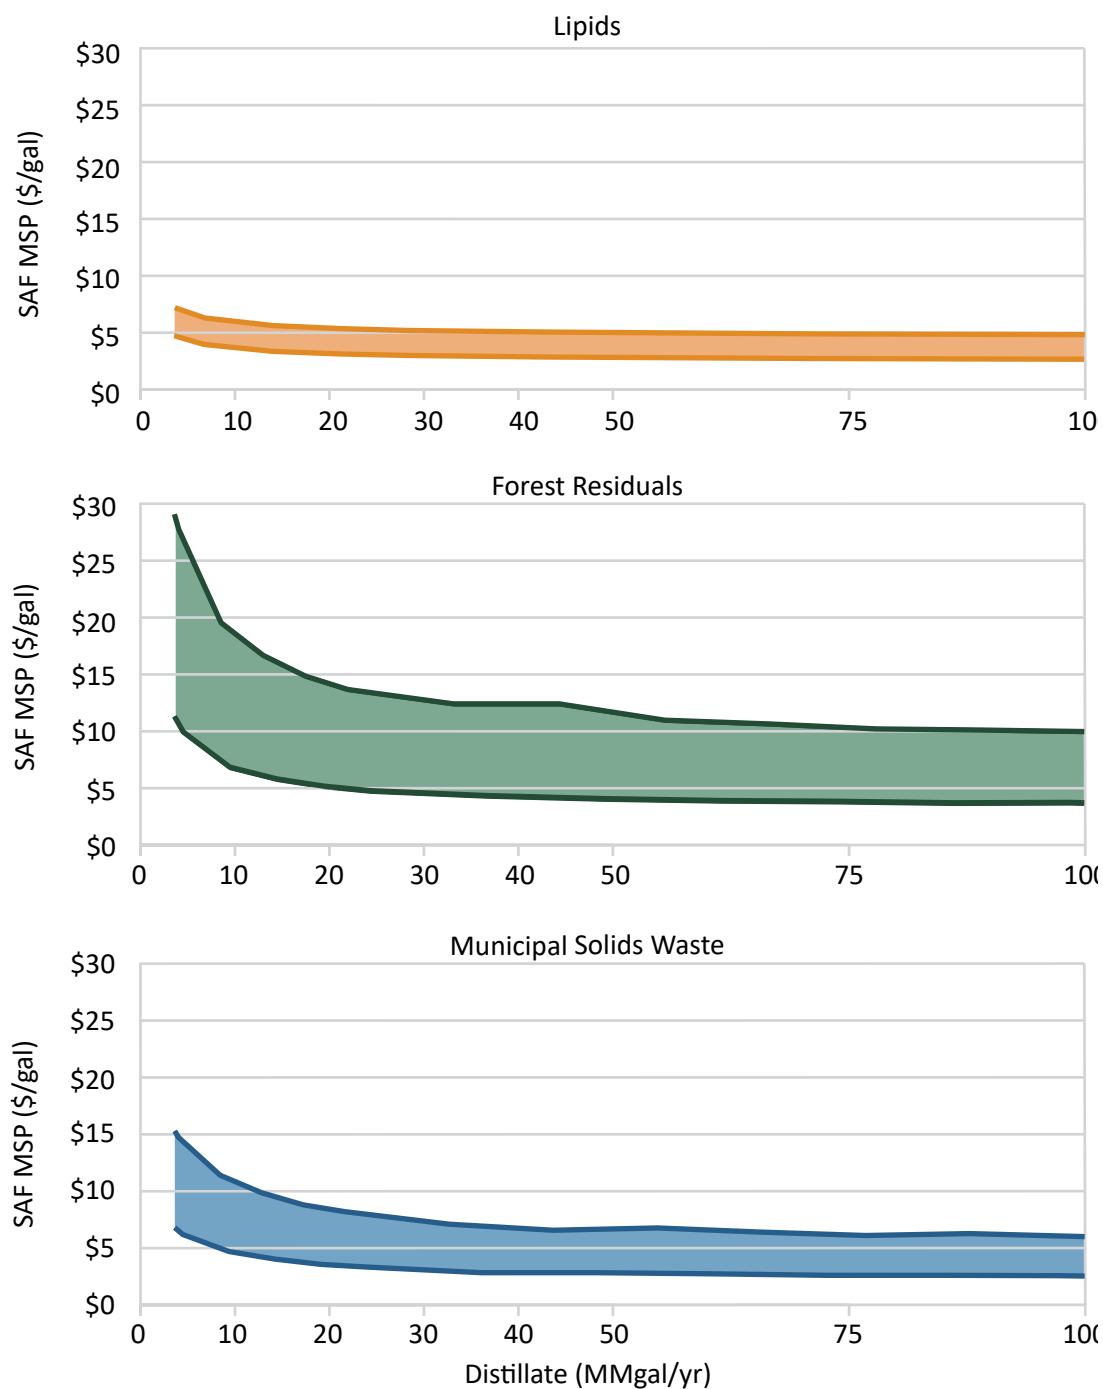 Lipids
$30
$25
$20
$15
$10
$5
$0
SAF MSP ($/gal)
0 10 20 30 40 50 75 10
Forest Residuals
$30
$25
$20
$15
$10
$5
$0
SAF MSP ($/gal)
0 10 20 30 40 50 75 100
Municipal Solids Waste
$30
$25
$20
$15
$10
$5
$0
SAF MSP ($/gal)
0 10 20 30 40 50 75 100
Distillate (MMgal/yr)